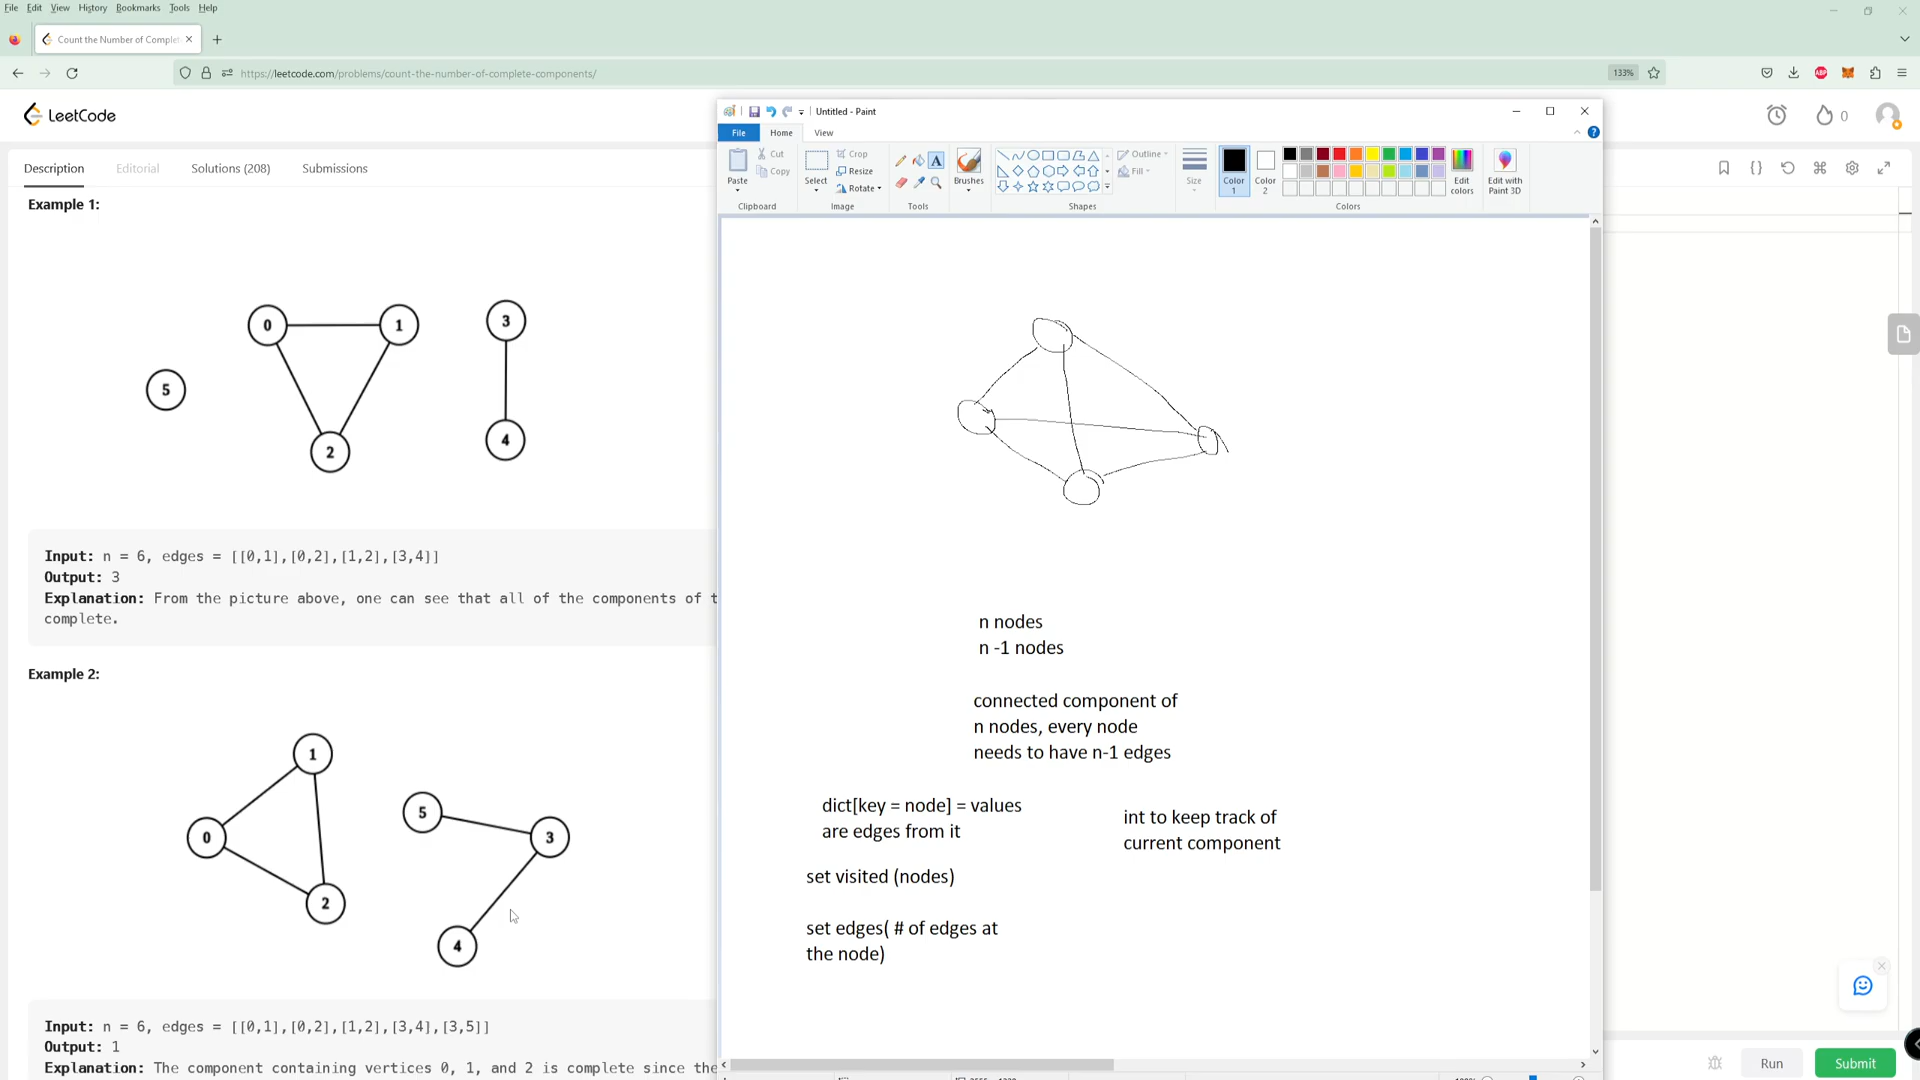 File Edit View History Bookmarks Tools Help
Count the Number of Complet
https://leetcode.com/problems/count-the-number-of-complete-components/
133%
ABP
LeetCode
0
Description Editorial Solutions (208) Submissions
Example 1:
0
1
3
5
2
4
Input: n = 6, edges = [[0,1],[0,2],[1,2],[3,4]]
Output: 3
Explanation: From the picture above, one can see that all of the components of t
complete.
Example 2:
1
5
3
0
2
4
Input: n = 6, edges = [[0,1],[0,2],[1,2],[3,4],[3,5]]
Output: 1
Explanation: The component containing vertices 0, 1, and 2 is complete since the
Untitled - Paint
File Home View
Paste
Cut
Copy
Clipboard
Select
Crop
Resize
Rotate
Image
A
Tools
Brushes
Outline
Fill
Shapes
Size
Color
1
Color
2
Edit
colors
Colors
Edit with
Paint 3D
n nodes
n -1 nodes
connected component of
n nodes, every node
needs to have n-1 edges
dict[key = node] = values
are edges from it
int to keep track of
current component
set visited (nodes)
set edges( # of edges at
the node)
Run
Submit